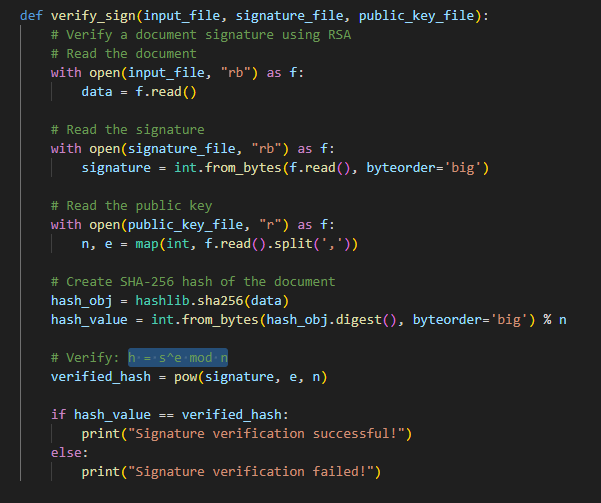 def verify_sign(input_file, signature_file, public_key_file):
    # Verify a document signature using RSA
    # Read the document
    with open(input_file, "rb") as f:
        data = f.read()

    # Read the signature
    with open(signature_file, "rb") as f:
        signature = int.from_bytes(f.read(), byteorder='big')

    # Read the public key
    with open(public_key_file, "r") as f:
        n, e = map(int, f.read().split(','))

    # Create SHA-256 hash of the document
    hash_obj = hashlib.sha256(data)
    hash_value = int.from_bytes(hash_obj.digest(), byteorder='big') % n

    # Verify: h = s^e mod n
    verified_hash = pow(signature, e, n)

    if hash_value == verified_hash:
        print("Signature verification successful!")
    else:
        print("Signature verification failed!")